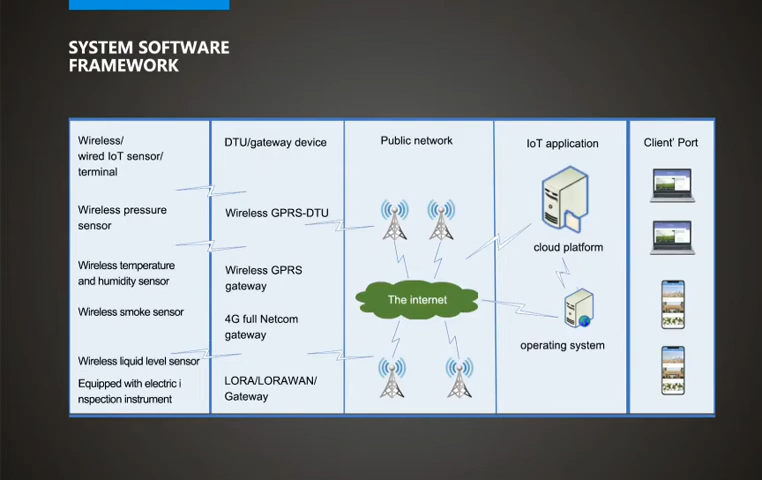 SYSTEM SOFTWARE
FRAMEWORK
Wireless/
wired IoT sensor/
terminal
Wireless pressure
sensor
Wireless temperature
and humidity sensor
Wireless smoke sensor
Wireless liquid level sensor
Equipped with electric i
nspection instrument
DTU/gateway device
Wireless GPRS-DTU
Wireless GPRS
gateway
4G full Netcom
gateway
LORA/LORAWAN/
Gateway
Public network
The internet
IoT application
cloud platform
operating system
Client' Port